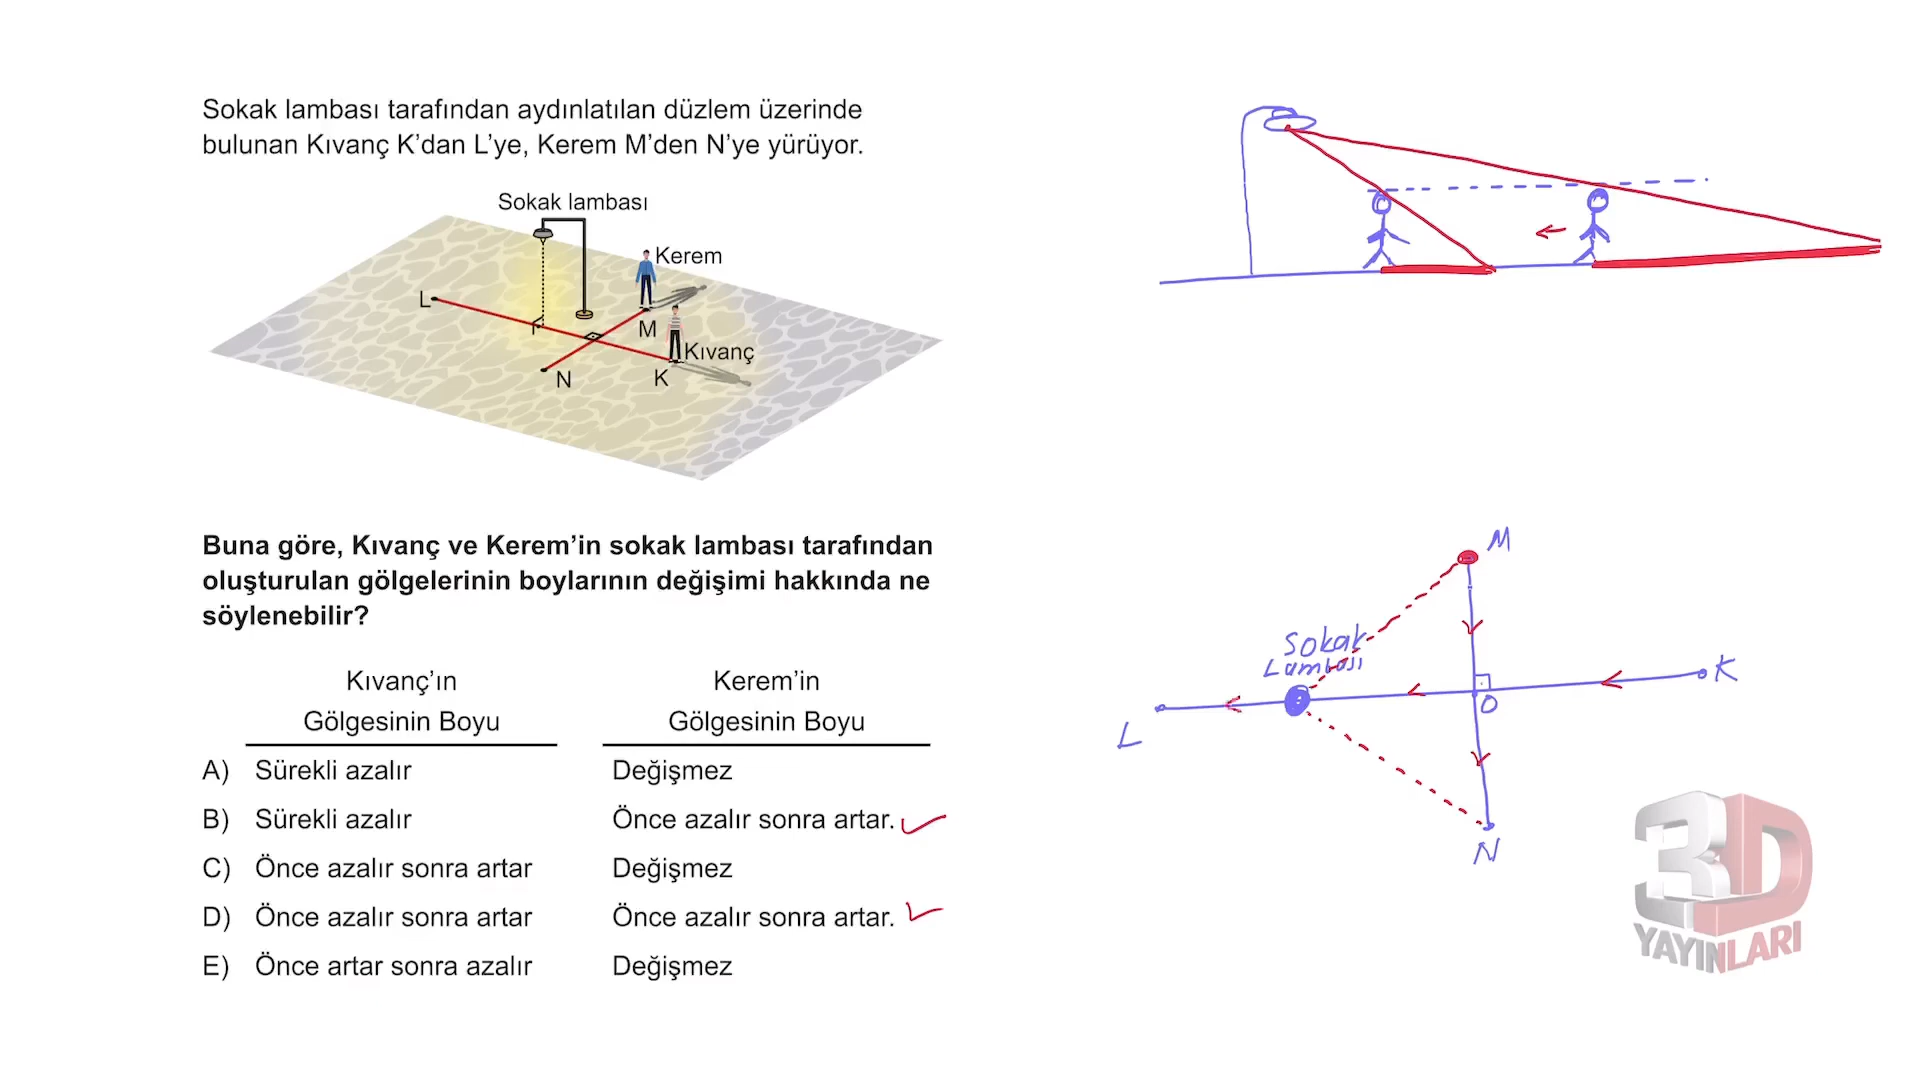 Sokak lambası tarafından aydınlatılan düzlem üzerinde
bulunan Kıvanç K’dan L’ye, Kerem M’den N’ye yürüyor.
Sokak lambası
Kerem
L
M
Kıvanç
N
K
Buna göre, Kıvanç ve Kerem’in sokak lambası tarafından
oluşturulan gölgelerinin boylarının değişimi hakkında ne
söylenebilir?
Kıvanç’ın
Gölgesinin Boyu
Kerem’in
Gölgesinin Boyu
A) Sürekli azalır Değişmez
B) Sürekli azalır Önce azalır sonra artar.
C) Önce azalır sonra artar Değişmez
D) Önce azalır sonra artar Önce azalır sonra artar.
E) Önce artar sonra azalır Değişmez
M
Sokak
Lambası
K
O
L
N
3D
YAYINLARI